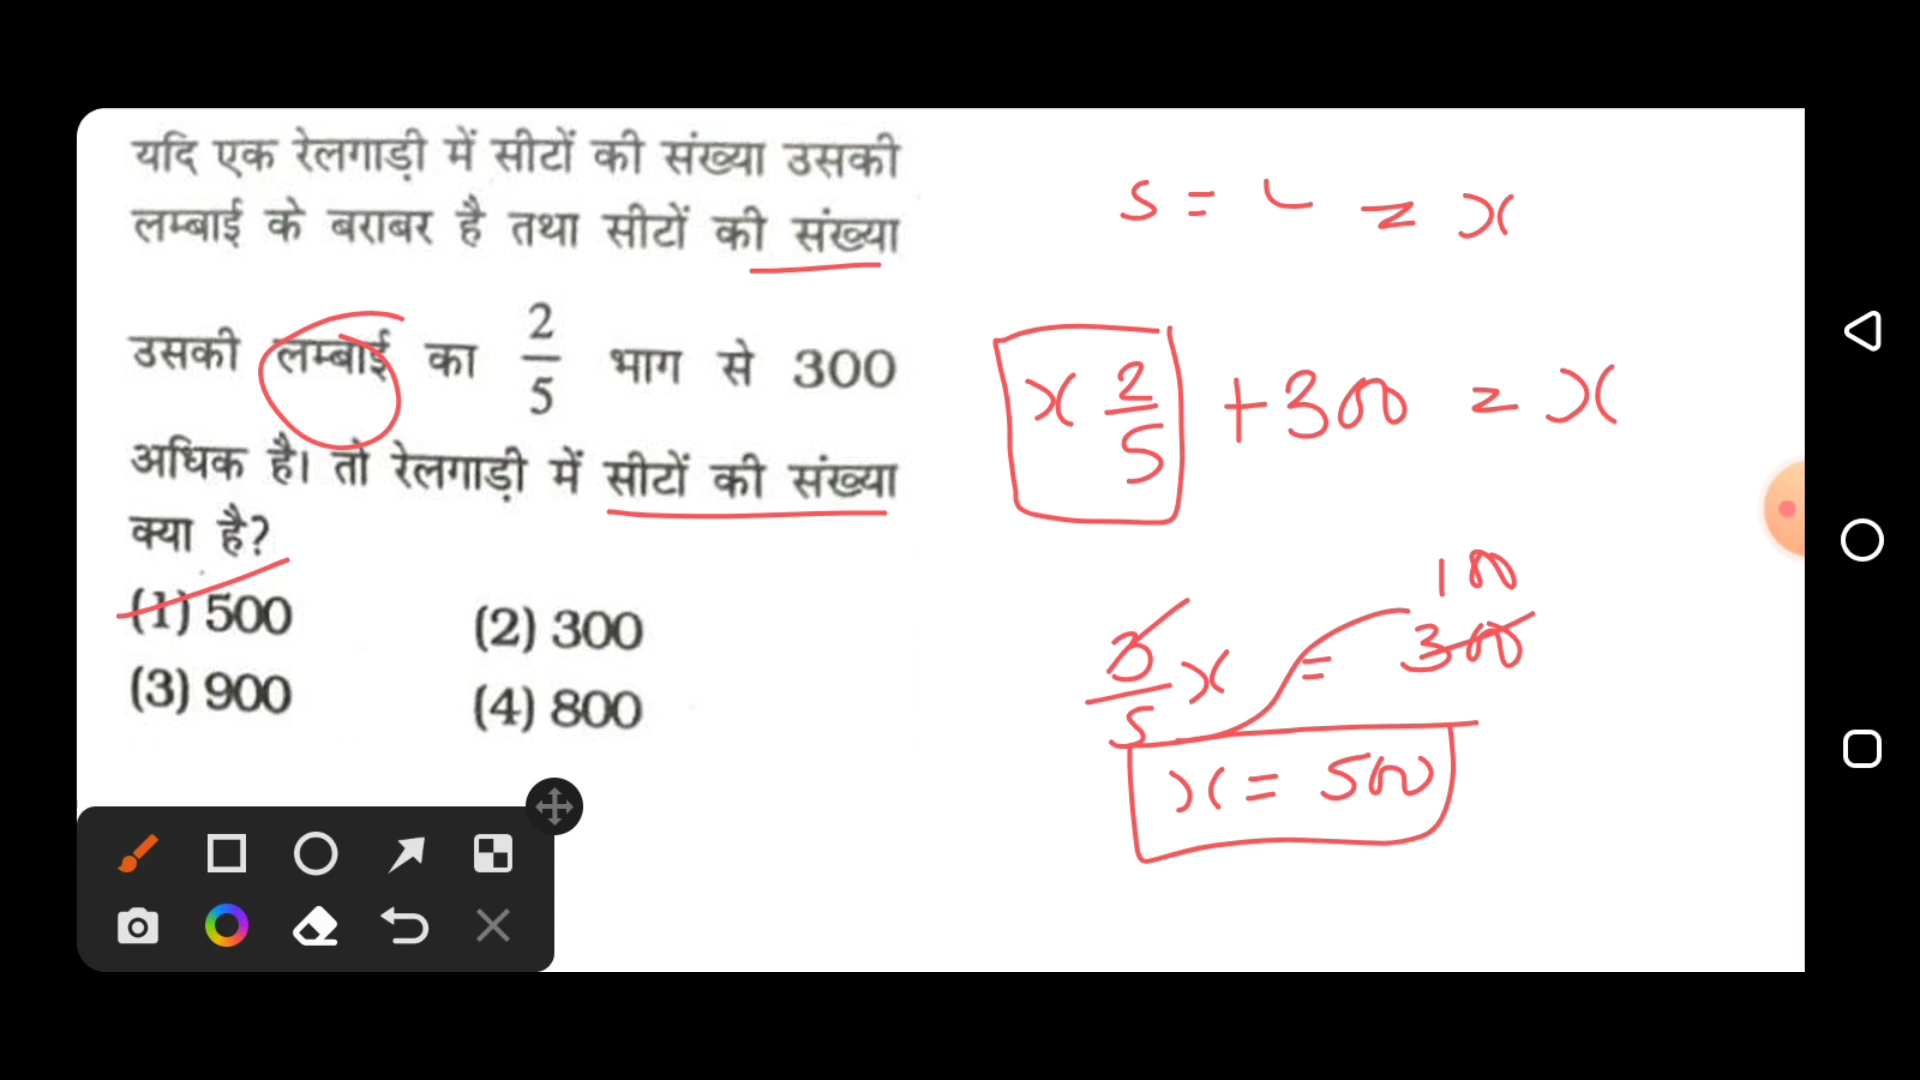 यदि एक रेलगाड़ी में सीटों की संख्या उसकी
लम्बाई के बराबर है तथा सीटों की संख्या
उसकी लम्बाई का 2/5 भाग से 300
अधिक है। तो रेलगाड़ी में सीटों की संख्या
क्या है?
(1) 500 (2) 300
(3) 900 (4) 800
S = L = x
x 2/5 + 300 = x
100
3/5 x = 300
x = 500